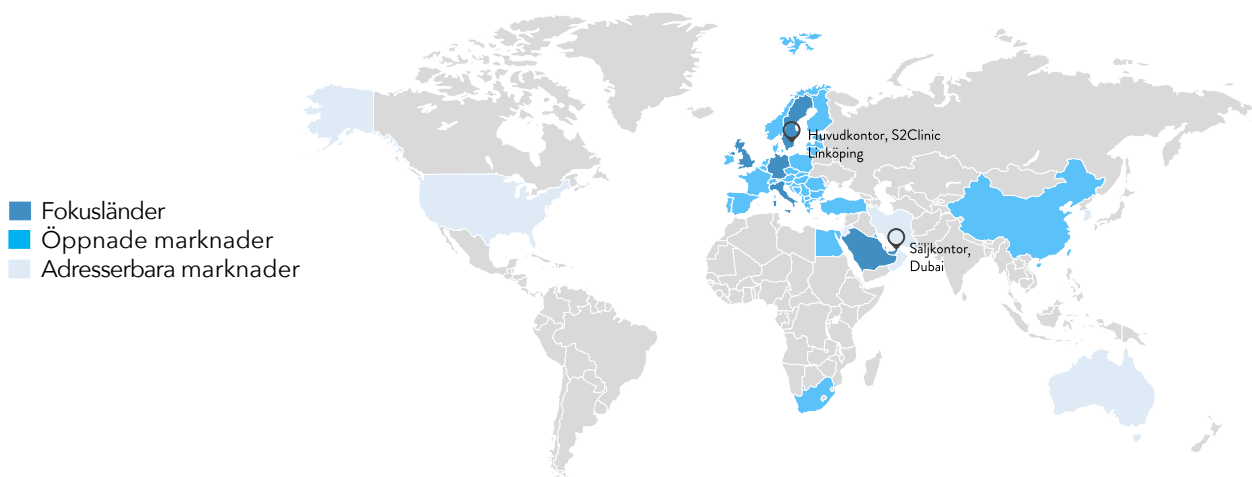 Huvudkontor, S2Clinic
Linköping
Fokusländer
Öppnade marknader
Adresserbara marknader
Säljkontor,
Dubai